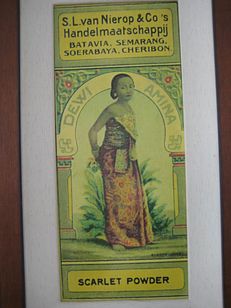 S.L.van Nierop & Co's
Handelmaatschappij
BATAVIA. SEMARANG.
SOERABAYA. CHERIBON.
DEWI AMINA
SCARLET POWDER